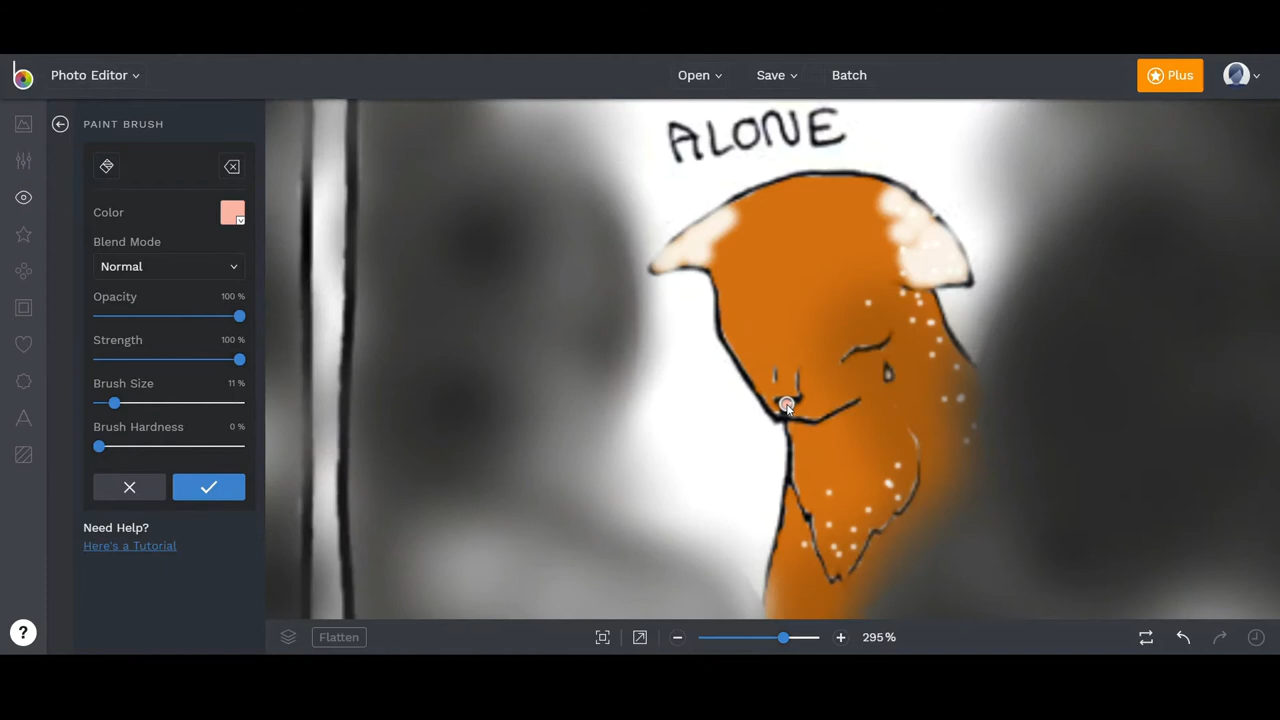 Photo Editor
Open
Save
Batch
Plus
PAINT BRUSH
Color
Blend Mode
Normal
Opacity
100 %
Strength
100 %
Brush Size
11 %
Brush Hardness
0 %
Need Help?
Here's a Tutorial
ALONE
?
Flatten
295 %